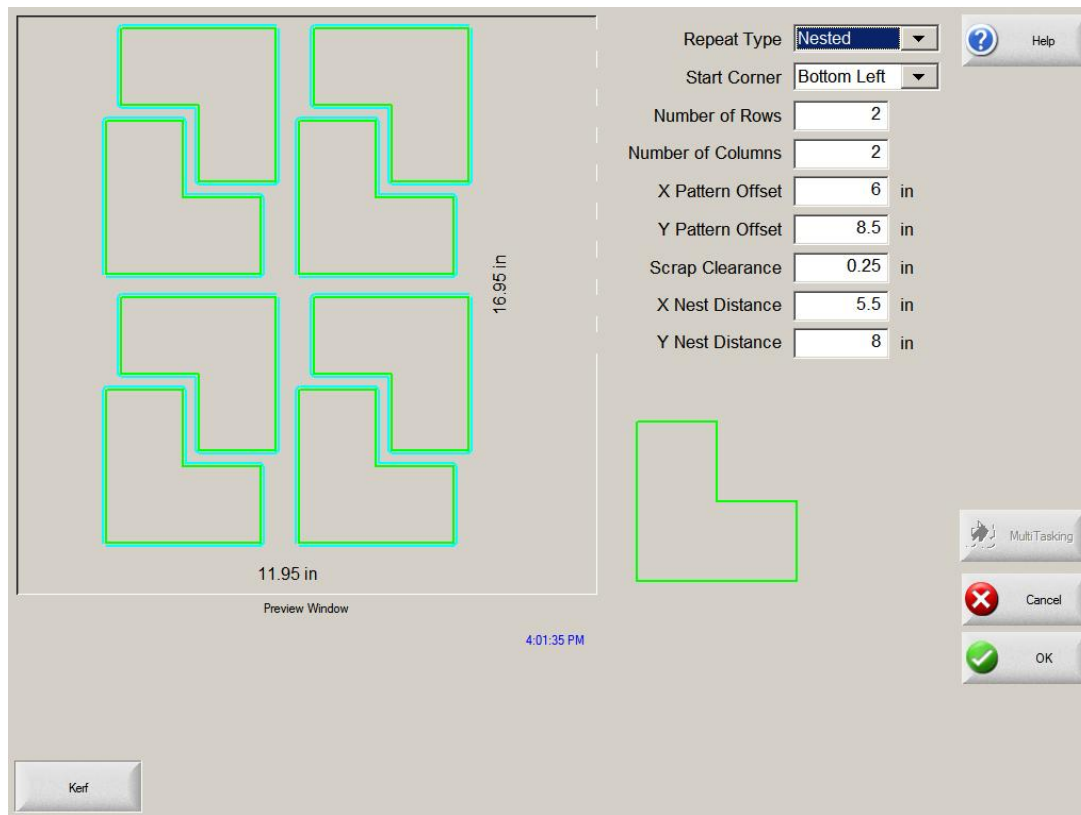 Repeat Type Nested
Help
Start Corner Bottom Left
Number of Rows 2
Number of Columns 2
X Pattern Offset 6 in
Y Pattern Offset 8.5 in
Scrap Clearance 0.25 in
X Nest Distance 5.5 in
Y Nest Distance 8 in
16.95 in
11.95 in
Preview Window
4:01:35 PM
MultiTasking
Cancel
OK
Kerf